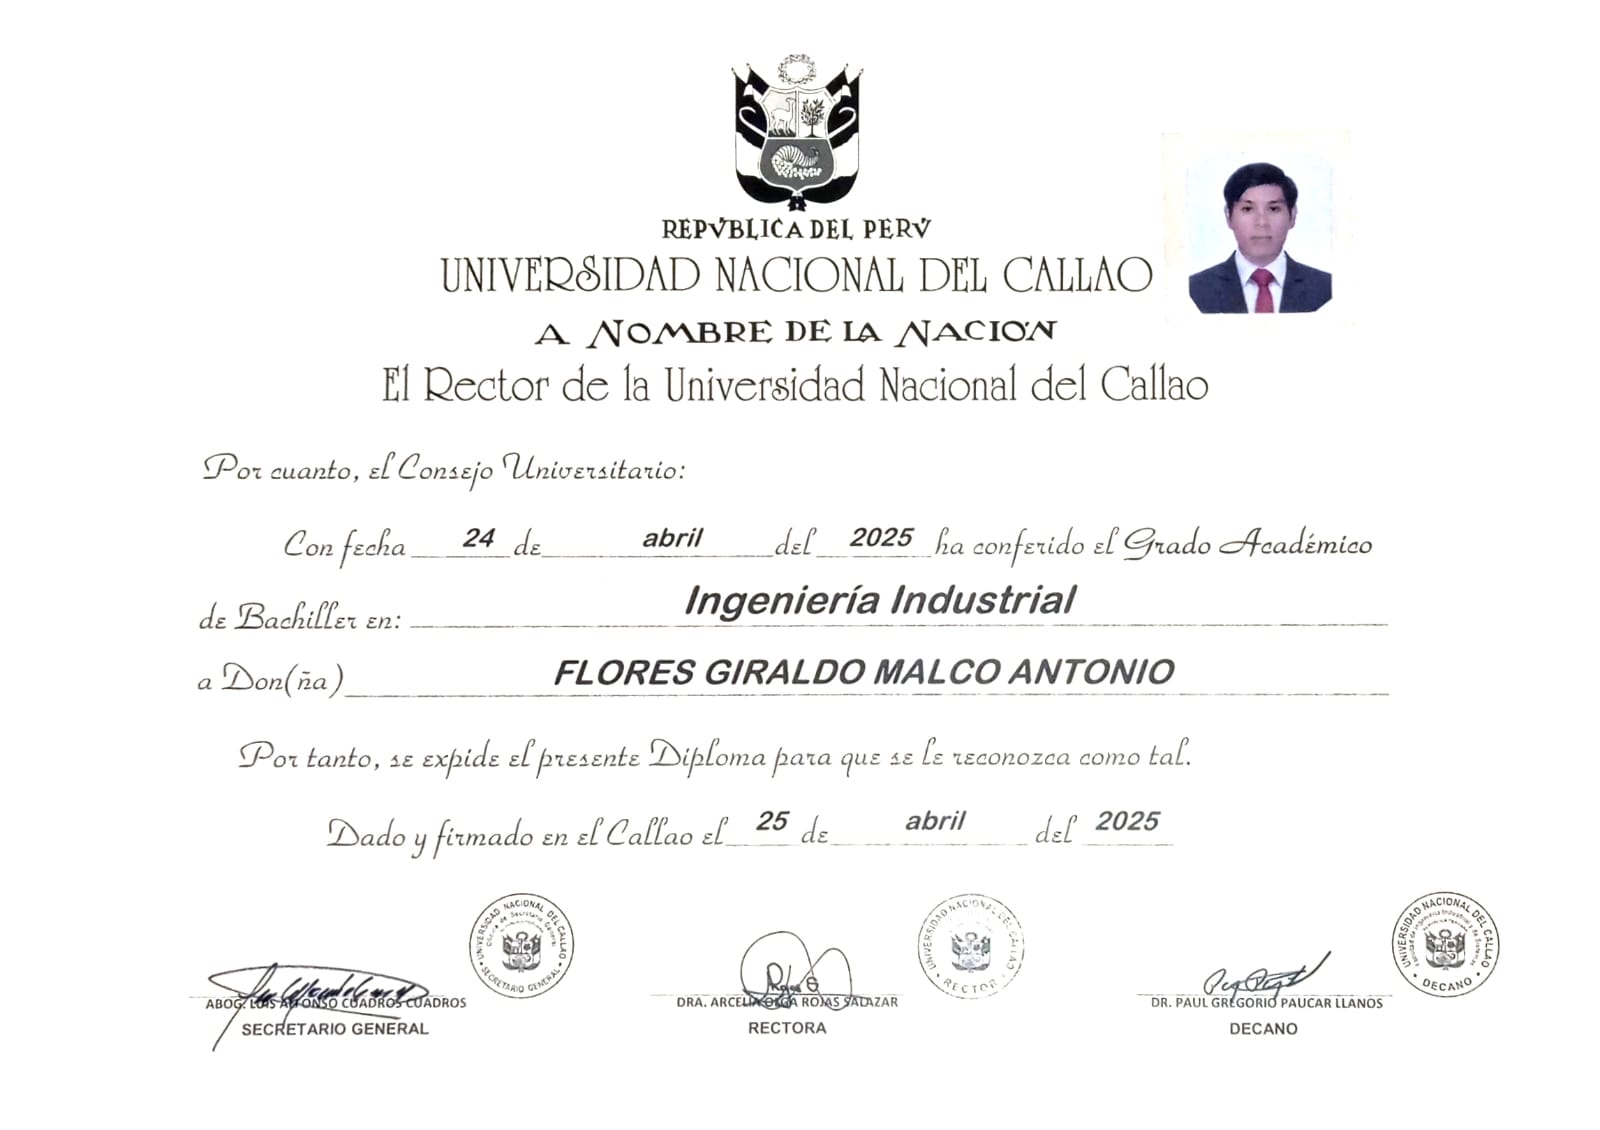 REPÚBLICA DEL PERÚ
UNIVERSIDAD NACIONAL DEL CALLAO
A NOMBRE DE LA NACIÓN
El Rector de la Universidad Nacional del Callao
Por cuanto, el Consejo Universitario:
Con fecha 24 de abril del 2025 ha conferido el Grado Académico
de Bachiller en: Ingeniería Industrial
a Don(ña) FLORES GIRALDO MALCO ANTONIO
Por tanto, se expide el presente Diploma para que se le reconozca como tal.
Dado y firmado en el Callao el 25 de abril del 2025
UNIVERSIDAD NACIONAL DEL CALLAO
SECRETARIO GENERAL
UNIVERSIDAD NACIONAL DEL CALLAO
RECTOR
UNIVERSIDAD NACIONAL DEL CALLAO
DECANO
ABOG. LUIS ALFONSO CUADROS CUADROS
SECRETARIO GENERAL
DRA. ARCELIA OLGA ROJAS SALAZAR
RECTORA
DR. PAUL GREGORIO PAUCAR LLANOS
DECANO